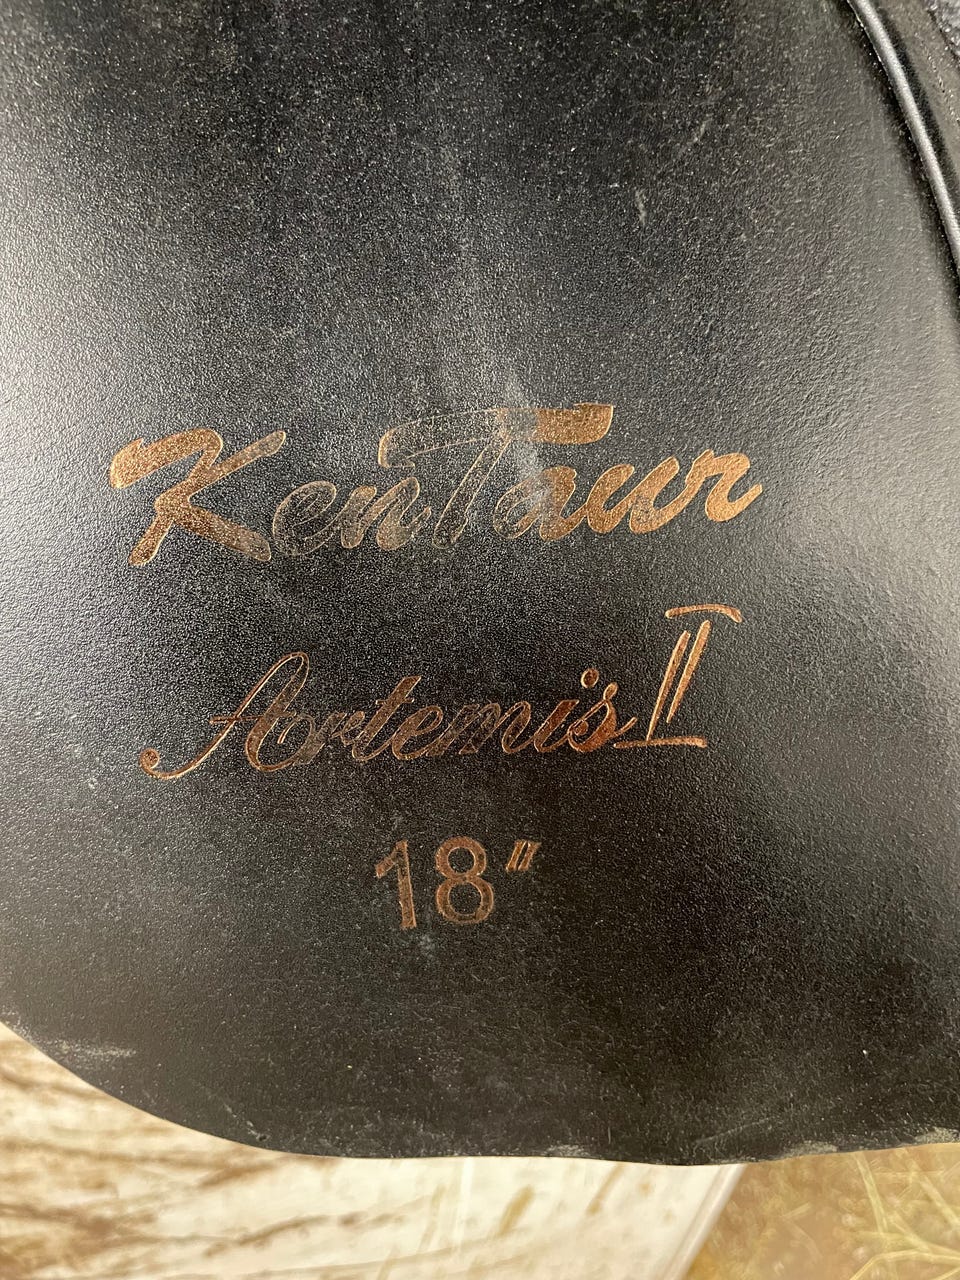 KenTaur
Artemis II
18"